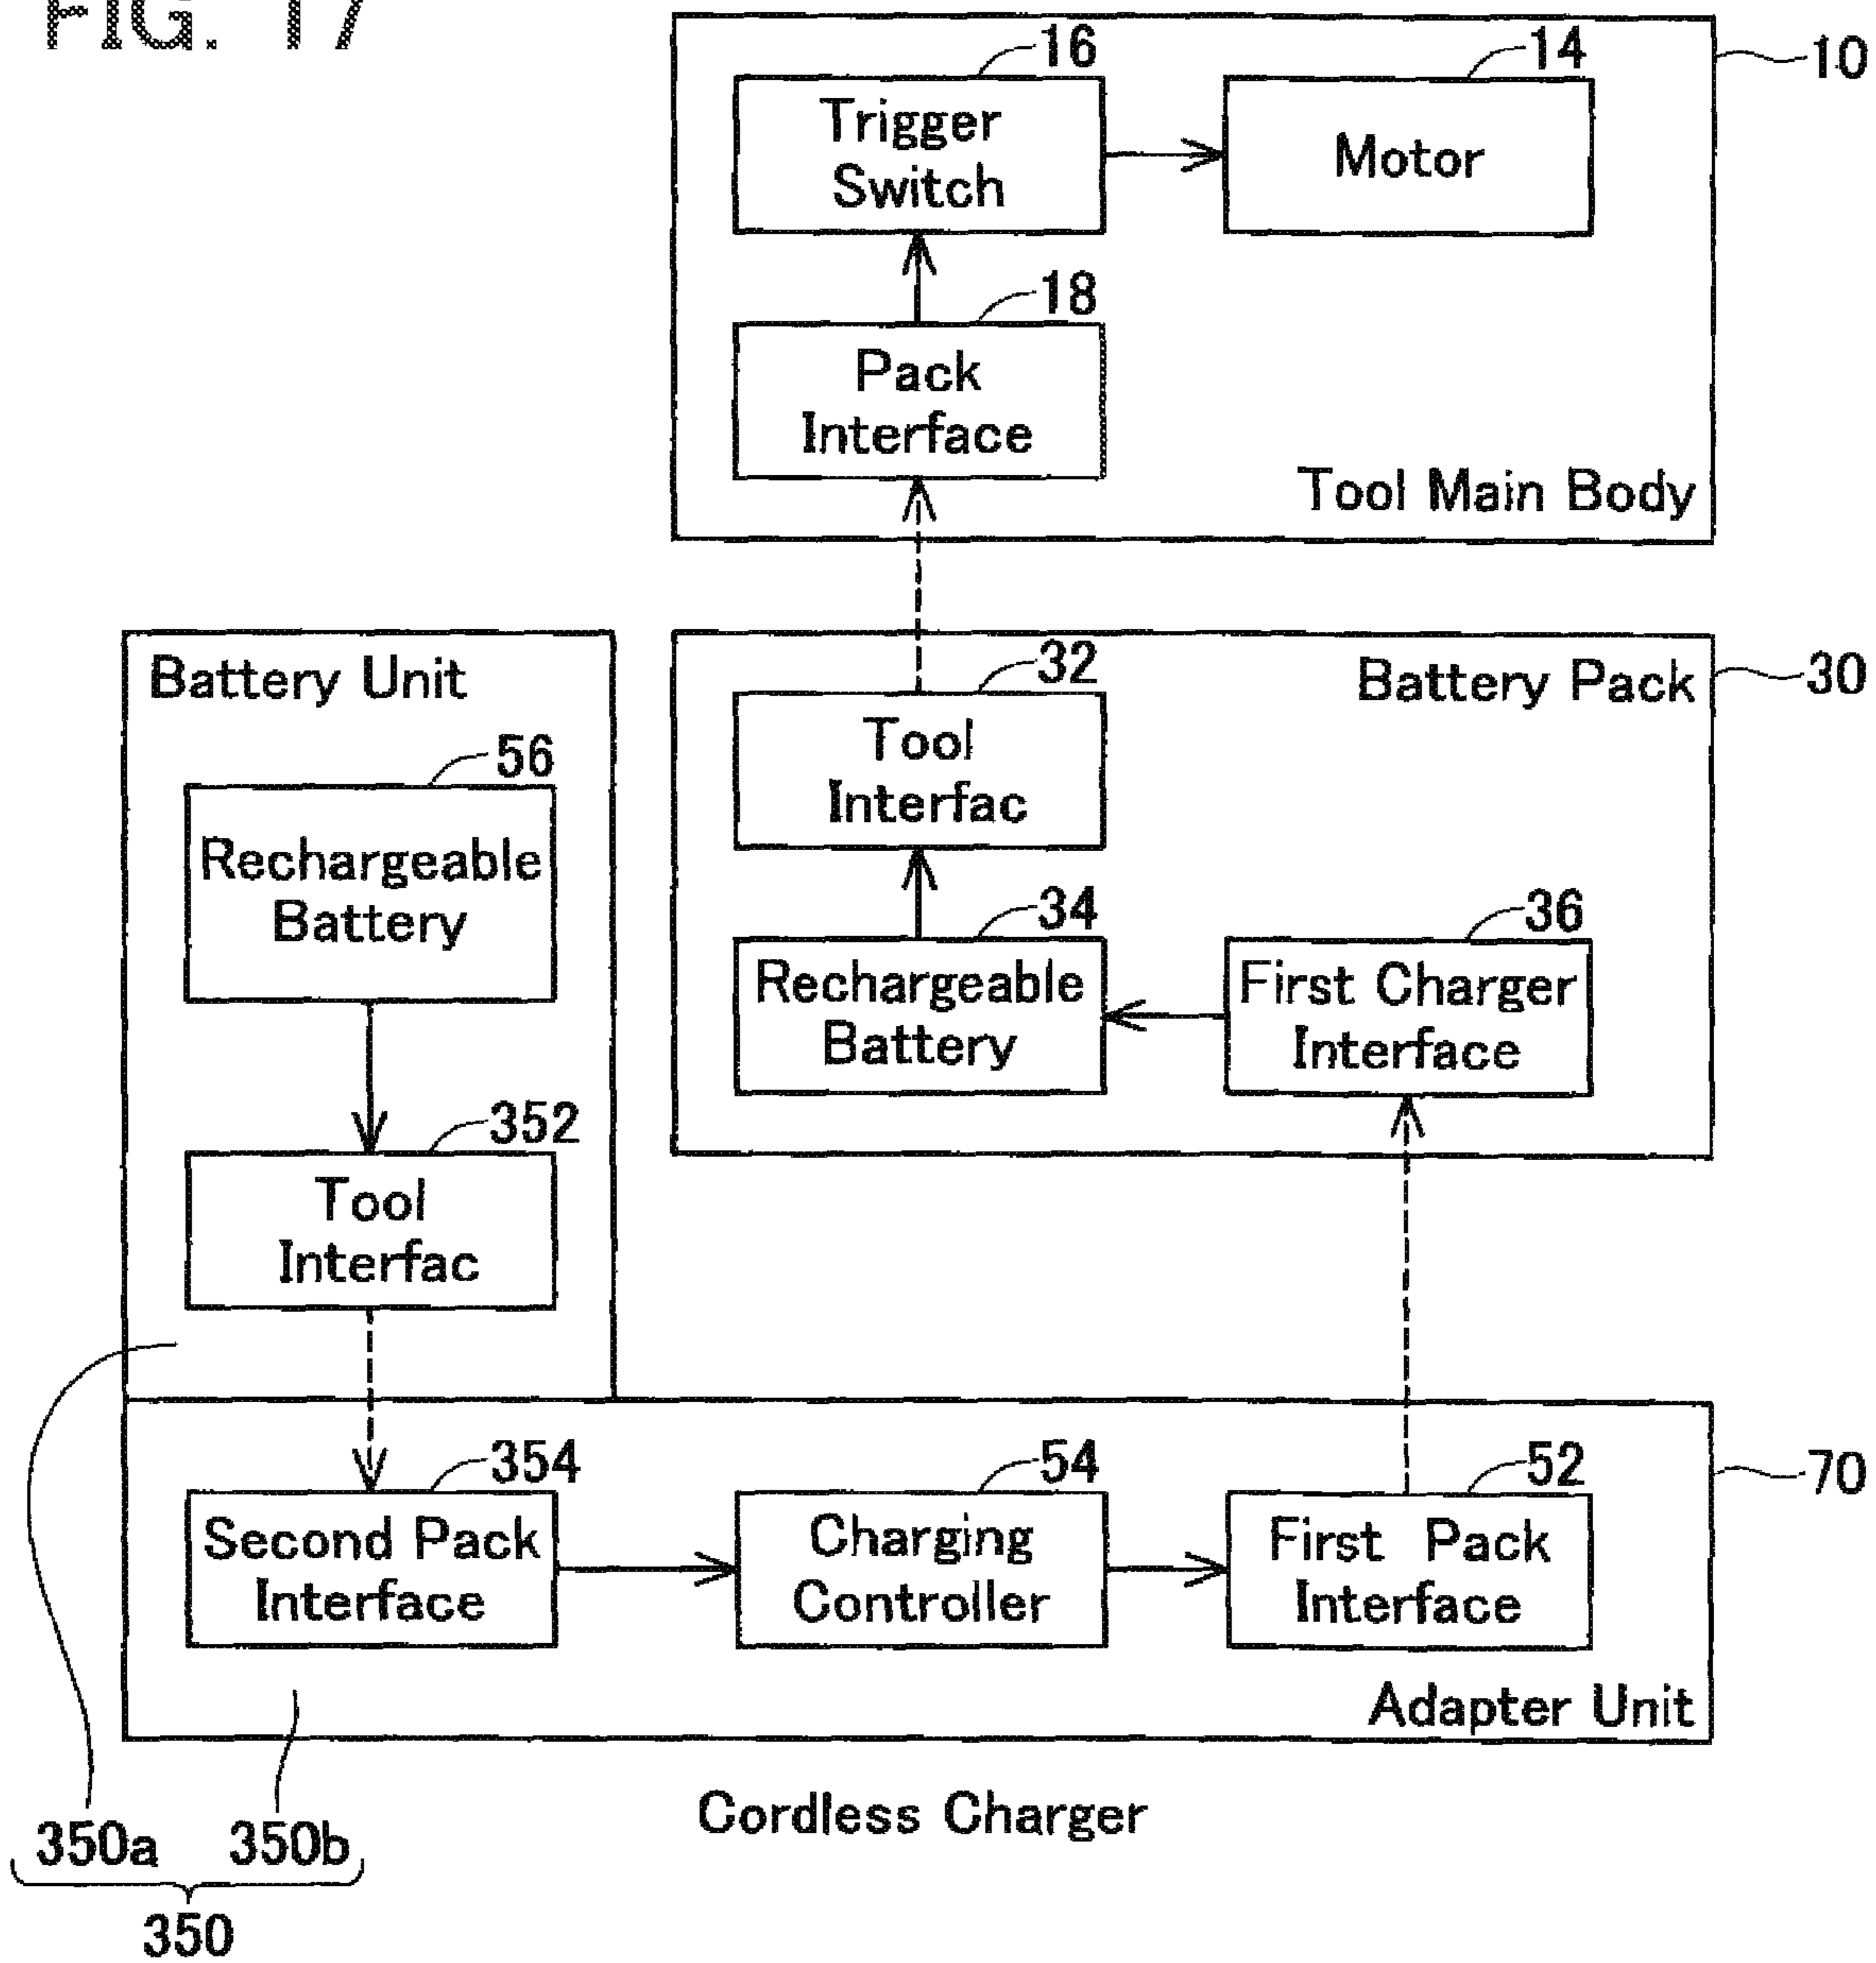 FIG. 17
16
14
10
Trigger
Switch
Motor
18
Pack
Interface
Tool Main Body
Battery Unit
32
Battery Pack
30
Tool
Interfac
56
Rechargeable
Battery
34
36
Rechargeable
Battery
First Charger
Interface
352
Tool
Interfac
354
54
52
70
Second Pack
Interface
Charging
Controller
First Pack
Interface
Adapter Unit
Cordless Charger
350a 350b
350